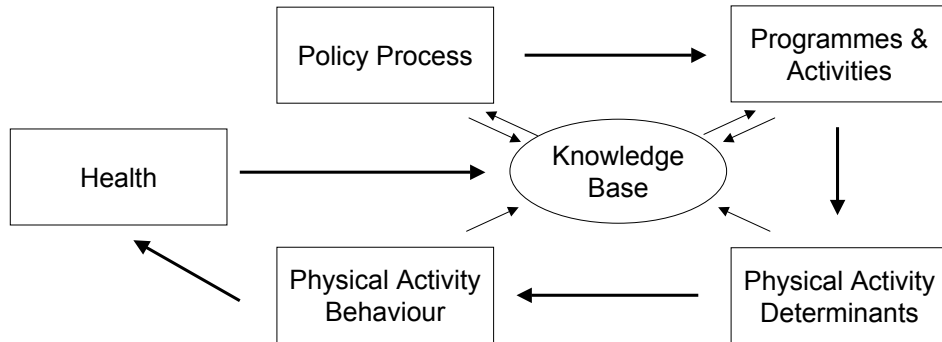 Policy Process
Programmes &
Activities
Health
Knowledge
Base
Physical Activity
Behaviour
Physical Activity
Determinants